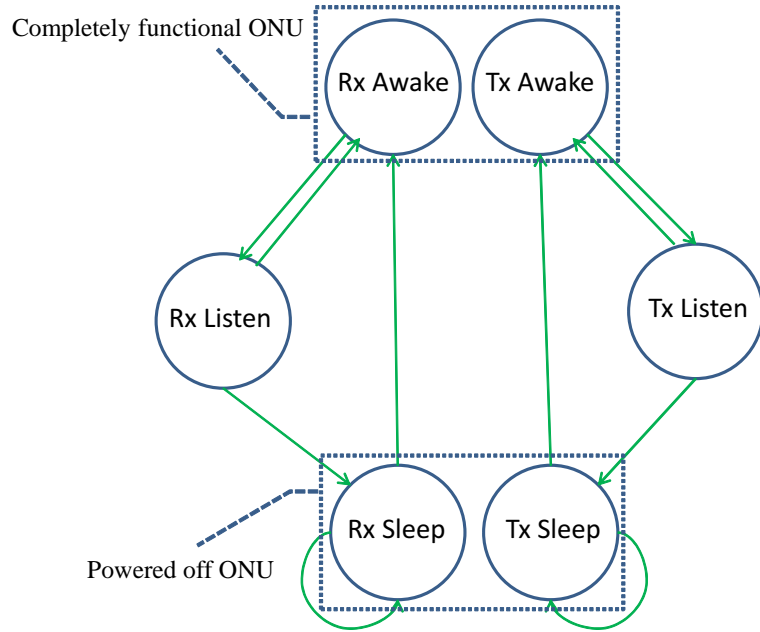 Completely functional ONU
Rx Awake
Tx Awake
Rx Listen
Tx Listen
Rx Sleep
Tx Sleep
Powered off ONU